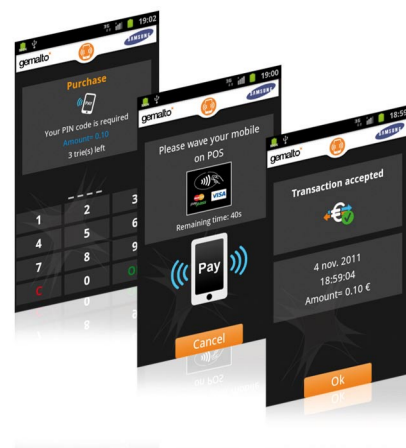 19:02
gemalto
SAMSUNG
Purchase
Pay
Your PIN code is required
Amount= 0.10
3 trie(s) left
_ _ _ _
1 2 3
4 5 6
7 8 9
C 0
19:00
gemalto
SAMSUNG
Please wave your mobile
on POS
VISA
Remaining time: 40s
Pay
Cancel
18:59
gemalto
SAMSUNG
Transaction accepted
4 nov. 2011
18:59:04
Amount= 0.10 €
Ok